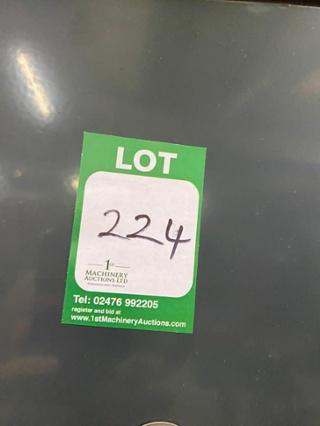 LOT
224
1st
MACHINERY
AUCTIONS LTD
Tel: 02476 992205
register and bid at
www.1stMachineryAuctions.com